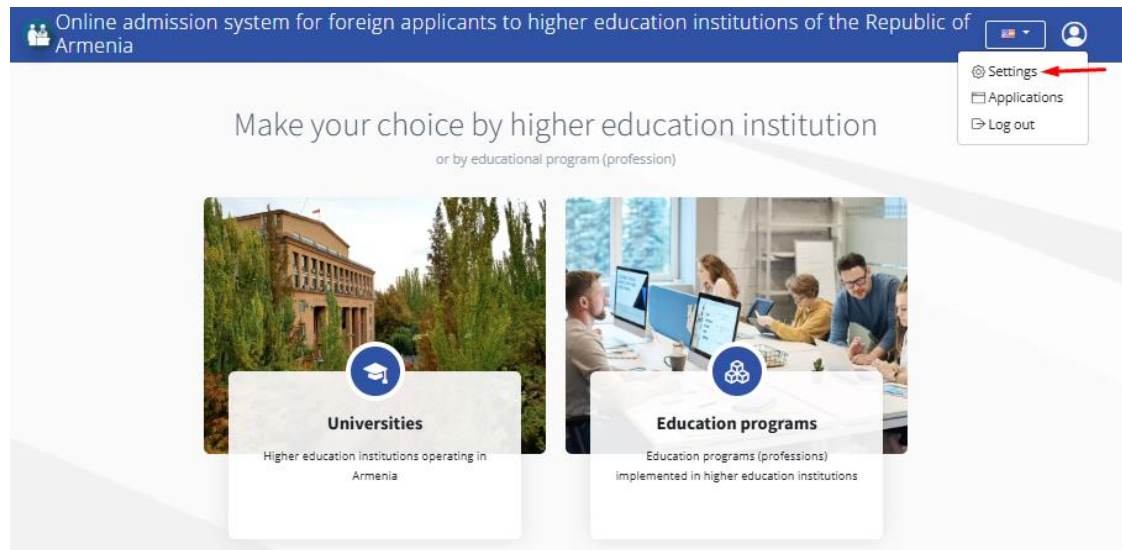 Online admission system for foreign applicants to higher education institutions of the Republic of
Armenia
Settings
Applications
Log out
Make your choice by higher education institution
or by educational program (profession)
Universities
Higher education institutions operating in
Armenia
Education programs
Education programs (professions)
implemented in higher education institutions